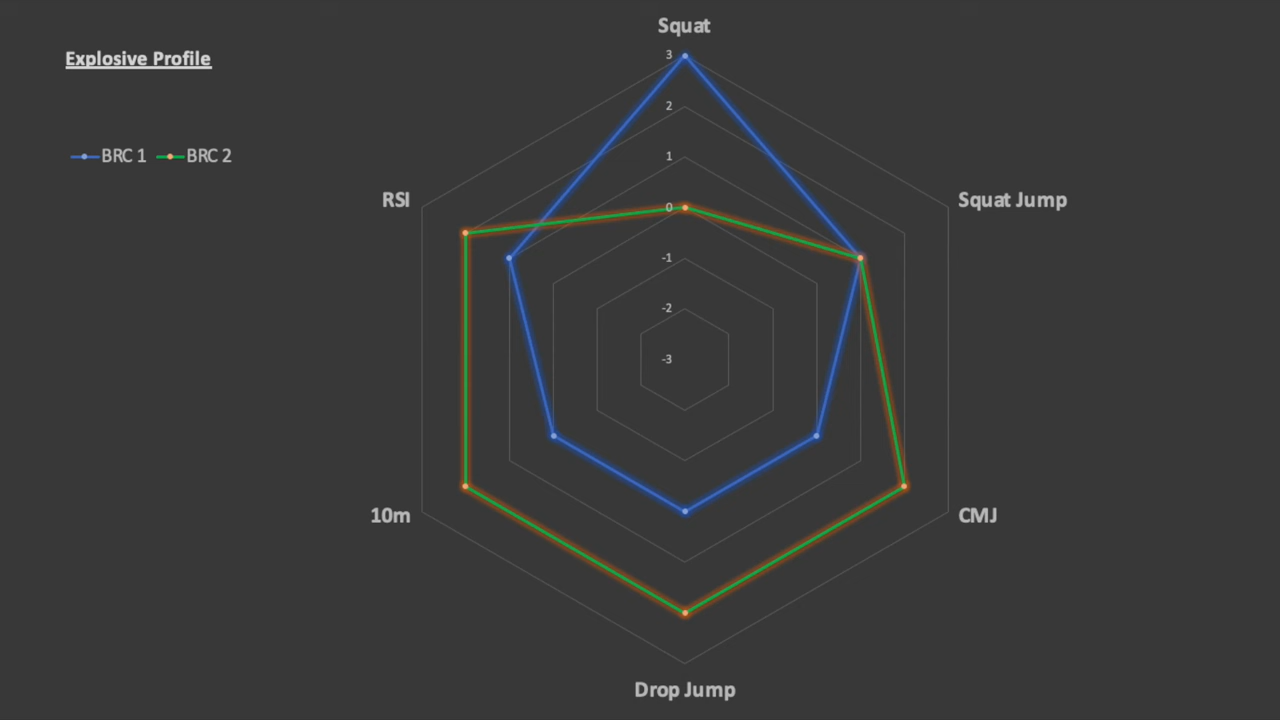 Explosive Profile
BRC 1
BRC 2
Squat
3
2
1
0
-1
-2
-3
Squat Jump
CMJ
Drop Jump
10m
RSI